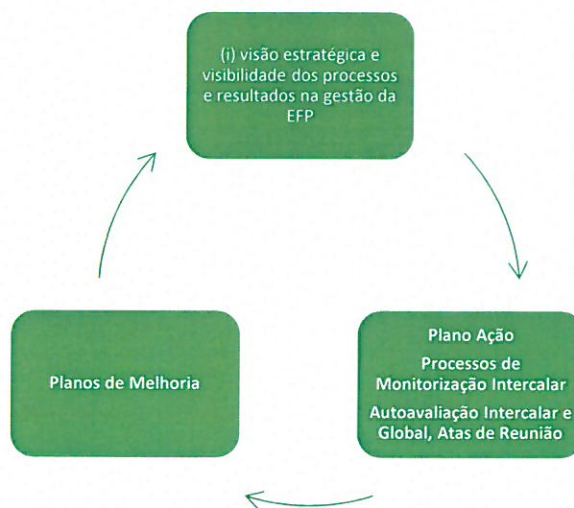 (i) visão estratégica e
visibilidade dos processos
e resultados na gestão da
EFP
Plano Ação
Processos de
Monitorização Intercalar
Autoavaliação Intercalar e
Global, Atas de Reunião
Planos de Melhoria